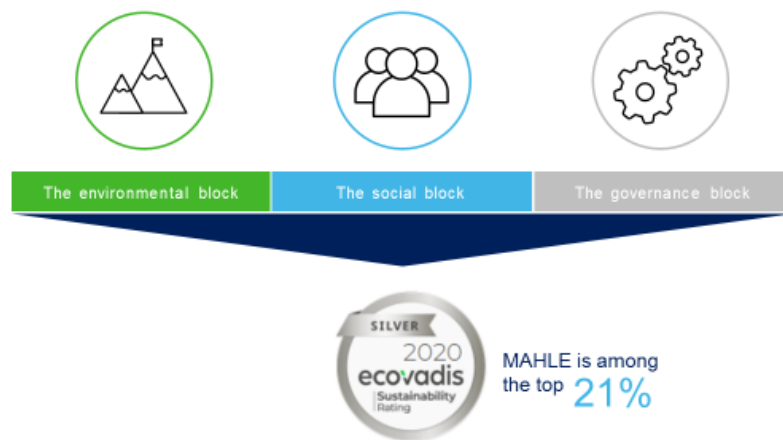 The environmental block
The social block
The governance block
SILVER
2020
ecovadis
Sustainability
Rating
MAHLE is among
the top 21%